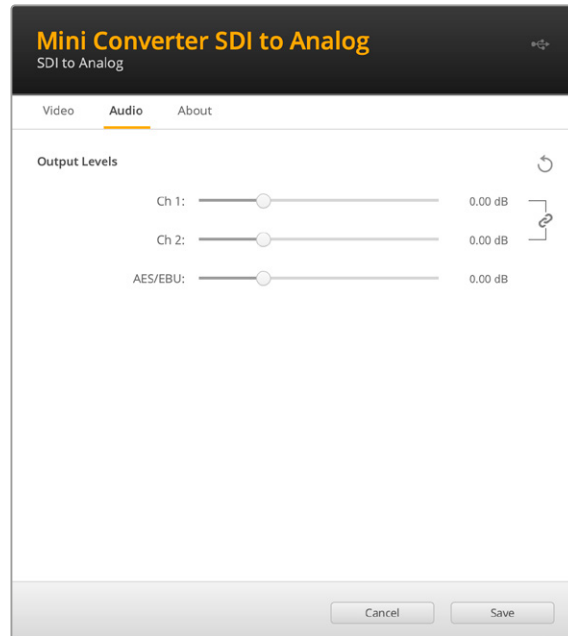 Mini Converter SDI to Analog
SDI to Analog
Video Audio About
Output Levels
Ch 1: 0.00 dB
Ch 2: 0.00 dB
AES/EBU: 0.00 dB
Cancel Save